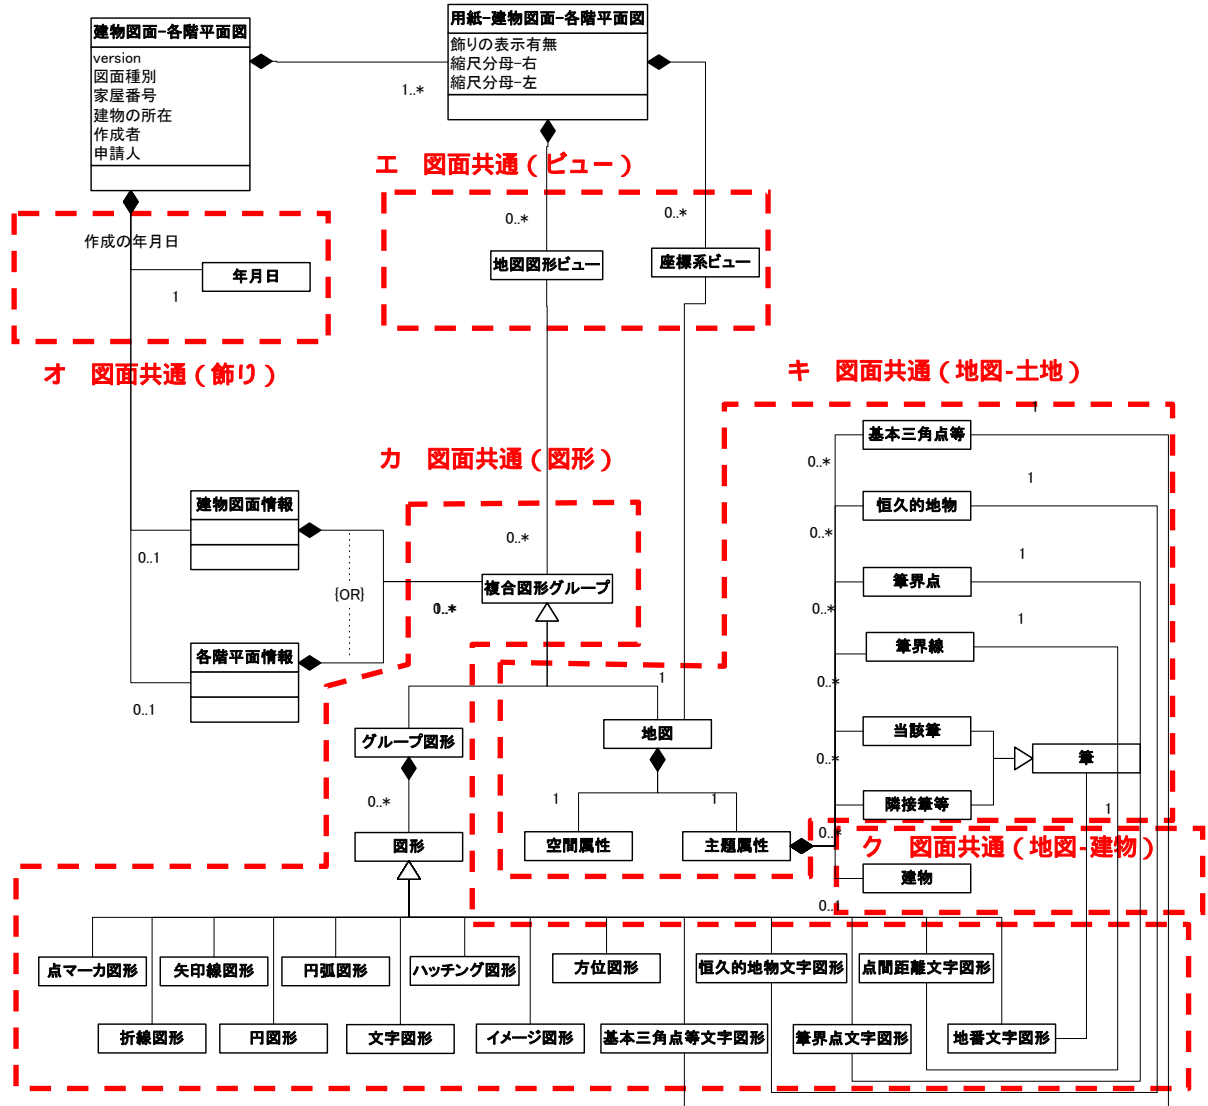 建物図面-各階平面図
version
図面種別
家屋番号
建物の所在
作成者
申請人
用紙-建物図面-各階平面図
飾りの表示有無
縮尺分母-右
縮尺分母-左
1..*
エ 図面共通(ビュー)
0..*
0..*
地図図形ビュー
座標系ビュー
作成の年月日
年月日
1
オ 図面共通(飾り)
キ 図面共通(地図-土地)
カ 図面共通(図形)
建物図面情報
0..1
{OR}
各階平面情報
0..1
0..*
複合図形グループ
0..*
グループ図形
0..*
図形
1
地図
1
1
空間属性
主題属性
1
基本三角点等
0..*
1
恒久的地物
0..*
1
筆界点
0..*
1
筆界線
0..*
当該筆
筆
0..*
隣接筆等
1
0..*
ク 図面共通(地図-建物)
建物
0..1
点マーカ図形
矢印線図形
円弧図形
ハッチング図形
方位図形
恒久的地物文字図形
点間距離文字図形
折線図形
円図形
文字図形
イメージ図形
基本三角点等文字図形
筆界点文字図形
地番文字図形